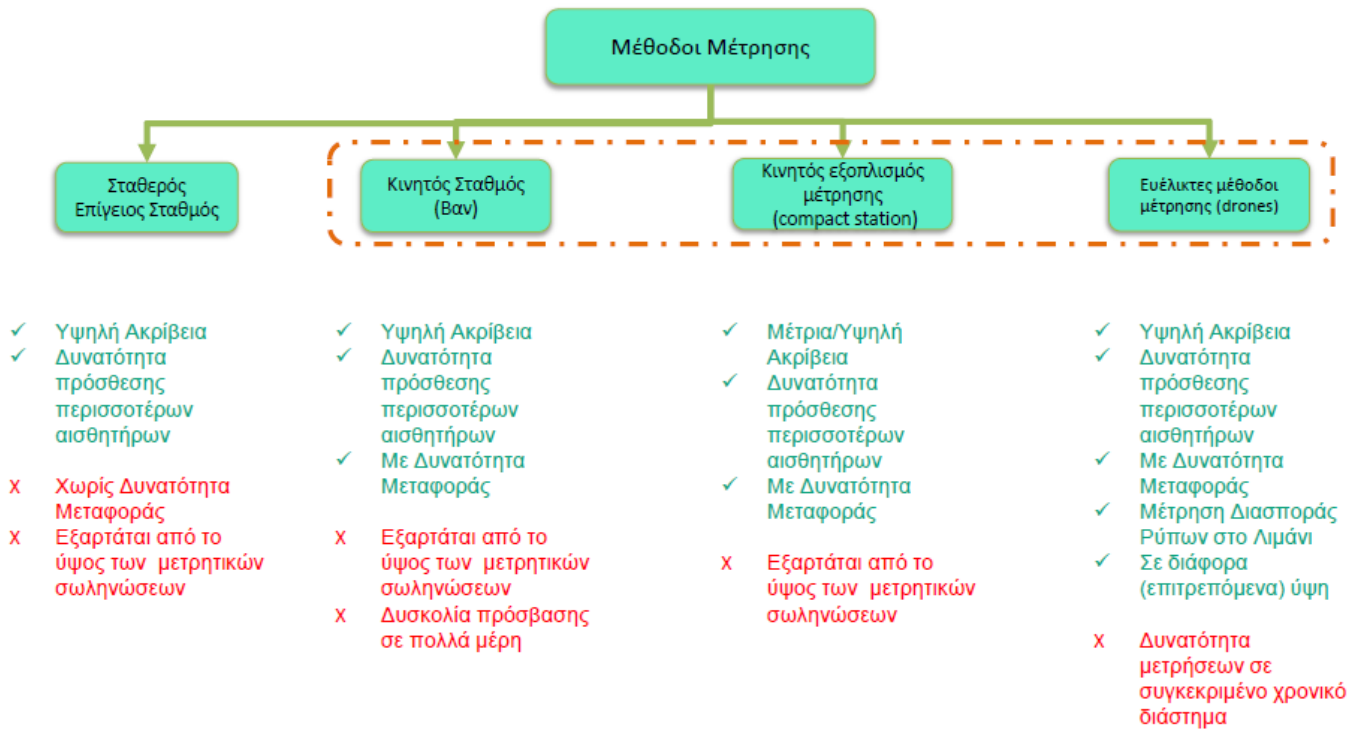 Μέθοδοι Μέτρησης
Σταθερός
Επίγειος Σταθμός
Κινητός Σταθμός
(Βαν)
Κινητός εξοπλισμός
μέτρησης
(compact station)
Ευέλικτες μέθοδοι
μέτρησης (drones)
✓ Υψηλή Ακρίβεια
✓ Δυνατότητα
πρόσθεσης
περισσοτέρων
αισθητήρων
X Χωρίς Δυνατότητα
Μεταφοράς
X Εξαρτάται από το
ύψος των μετρητικών
σωληνώσεων
✓ Υψηλή Ακρίβεια
✓ Δυνατότητα
πρόσθεσης
περισσοτέρων
αισθητήρων
✓ Με Δυνατότητα
Μεταφοράς
X Εξαρτάται από το
ύψος των μετρητικών
σωληνώσεων
X Δυσκολία πρόσβασης
σε πολλά μέρη
✓ Μέτρια/Υψηλή
Ακρίβεια
✓ Δυνατότητα
πρόσθεσης
περισσοτέρων
αισθητήρων
✓ Με Δυνατότητα
Μεταφοράς
X Εξαρτάται από το
ύψος των μετρητικών
σωληνώσεων
✓ Υψηλή Ακρίβεια
✓ Δυνατότητα
πρόσθεσης
περισσοτέρων
αισθητήρων
✓ Με Δυνατότητα
Μεταφοράς
✓ Μέτρηση Διασποράς
Ρύπων στο Λιμάνι
✓ Σε διάφορα
(επιτρεπόμενα) ύψη
X Δυνατότητα
μετρήσεων σε
συγκεκριμένο χρονικό
διάστημα